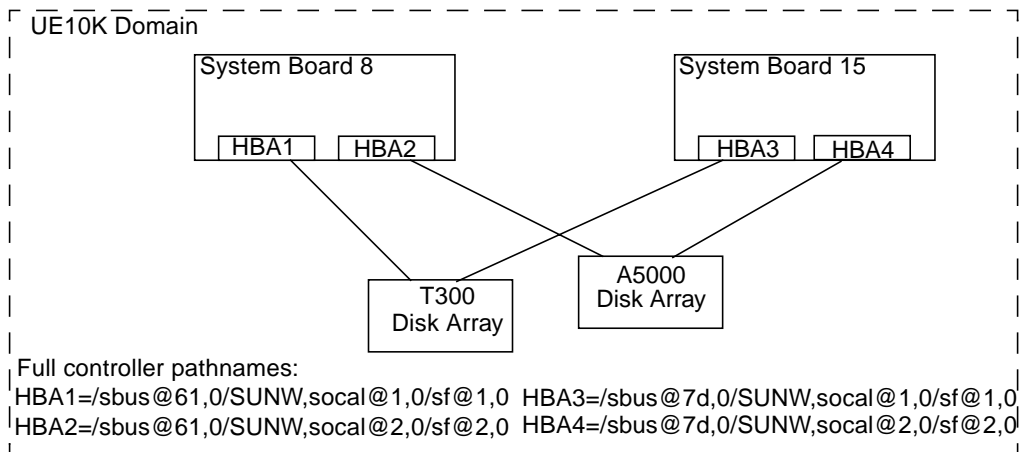 UE10K Domain
System Board 8
System Board 15
HBA1
HBA2
HBA3
HBA4
T300
Disk Array
A5000
Disk Array
Full controller pathnames:
HBA1=/sbus@61,0/SUNW,socal@1,0/sf@1,0
HBA3=/sbus@7d,0/SUNW,socal@1,0/sf@1,0
HBA2=/sbus@61,0/SUNW,socal@2,0/sf@2,0
HBA4=/sbus@7d,0/SUNW,socal@2,0/sf@2,0